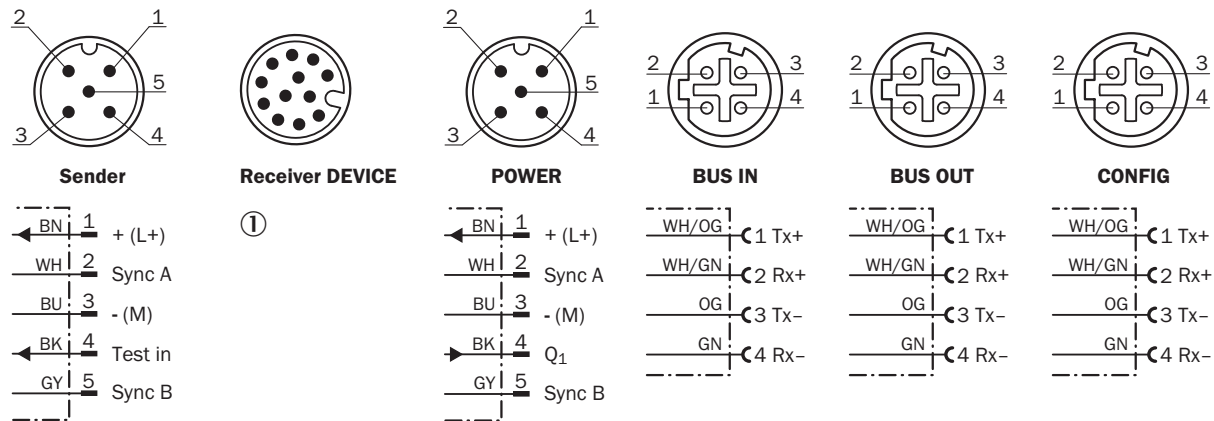 2 1
5
3 4
Sender
BN 1 + (L+)
WH 2 Sync A
BU 3 - (M)
BK 4 Test in
GY 5 Sync B
Receiver DEVICE
①
2 1
5
3 4
POWER
BN 1 + (L+)
WH 2 Sync A
BU 3 - (M)
BK 4 Q₁
GY 5 Sync B
2 3
1 4
BUS IN
WH/OG 1 Tx+
WH/GN 2 Rx+
OG 3 Tx–
GN 4 Rx–
2 3
1 4
BUS OUT
WH/OG 1 Tx+
WH/GN 2 Rx+
OG 3 Tx–
GN 4 Rx–
2 3
1 4
CONFIG
WH/OG 1 Tx+
WH/GN 2 Rx+
OG 3 Tx–
GN 4 Rx–